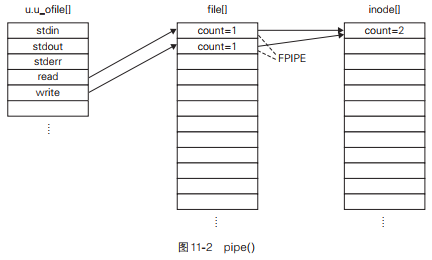 u.u_ofile[]
file[]
inode[]
stdin
stdout
stderr
read
write
⋮
count=1
count=1
FPIPE
⋮
count=2
⋮
图11-2 pipe()